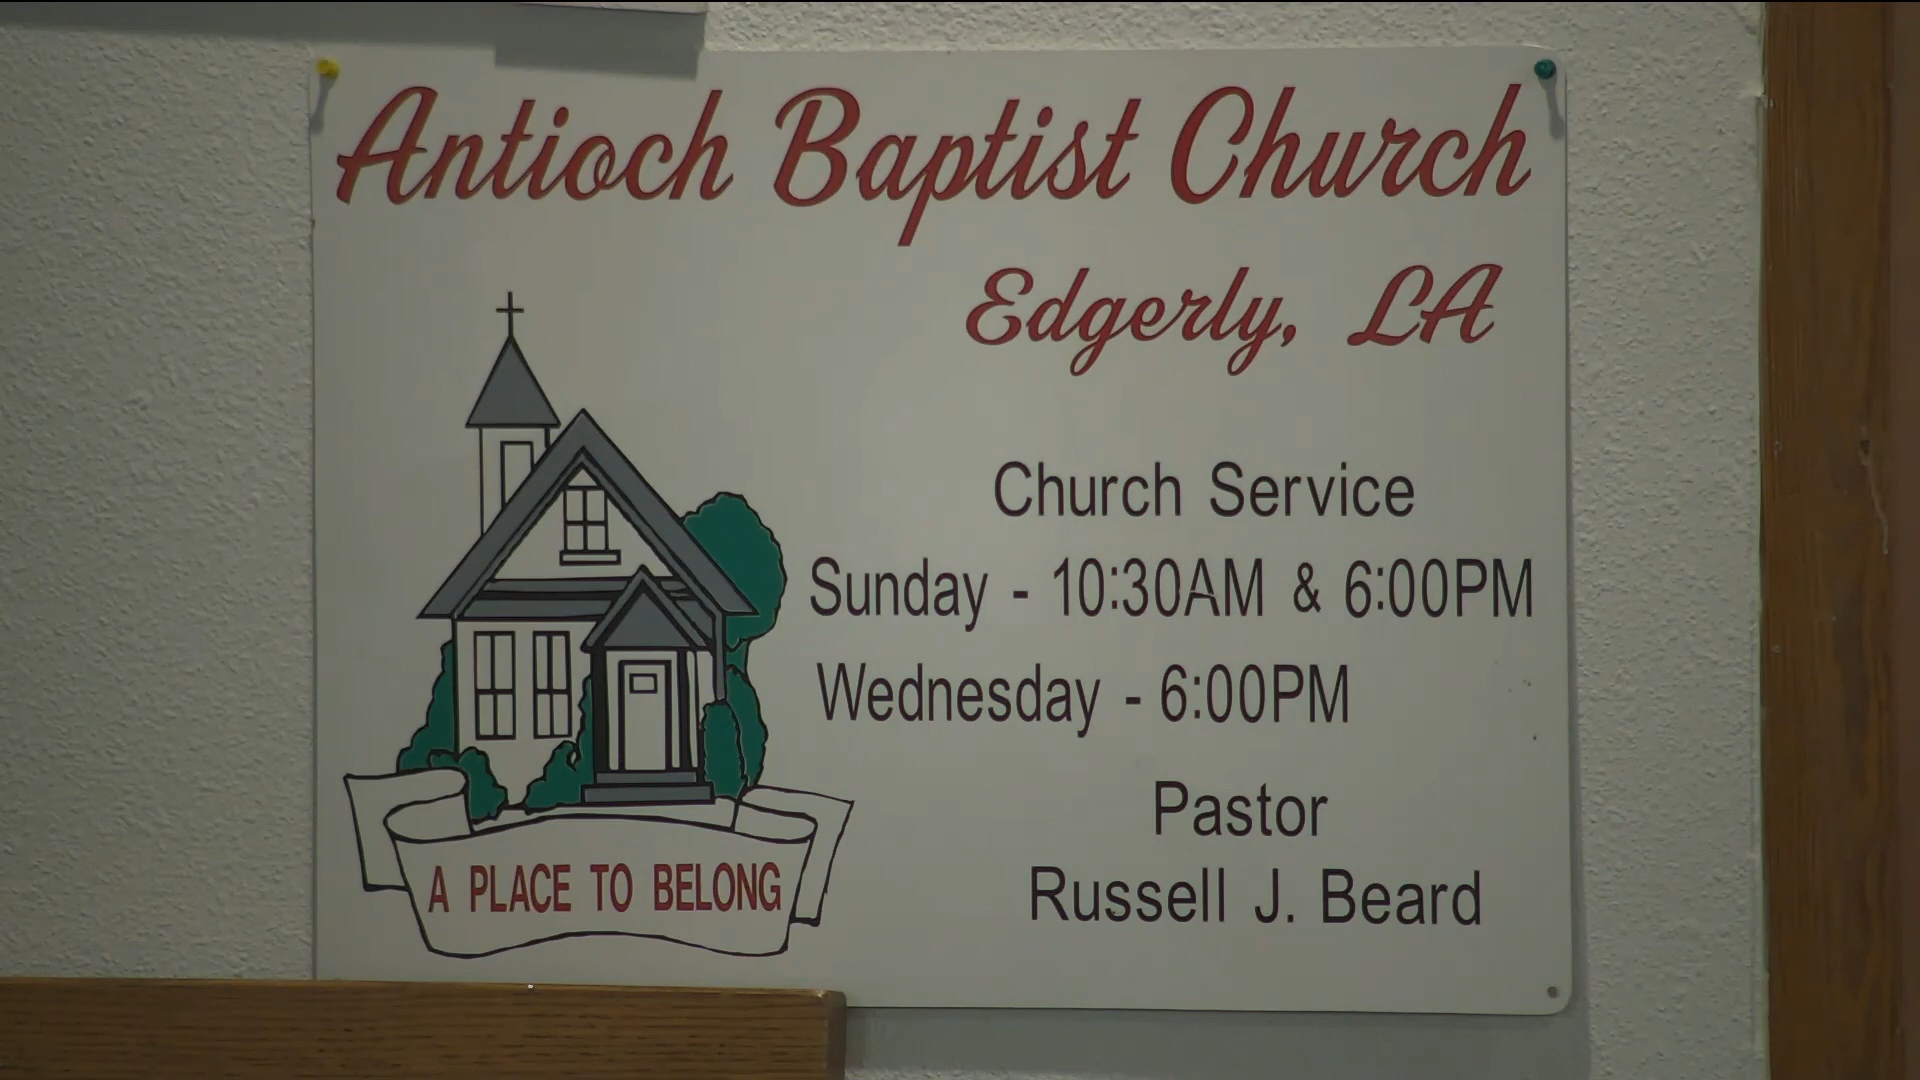 Antioch Baptist Church
Edgerly, LA
Church Service
Sunday - 10:30AM & 6:00PM
Wednesday - 6:00PM
Pastor
Russell J. Beard
A PLACE TO BELONG